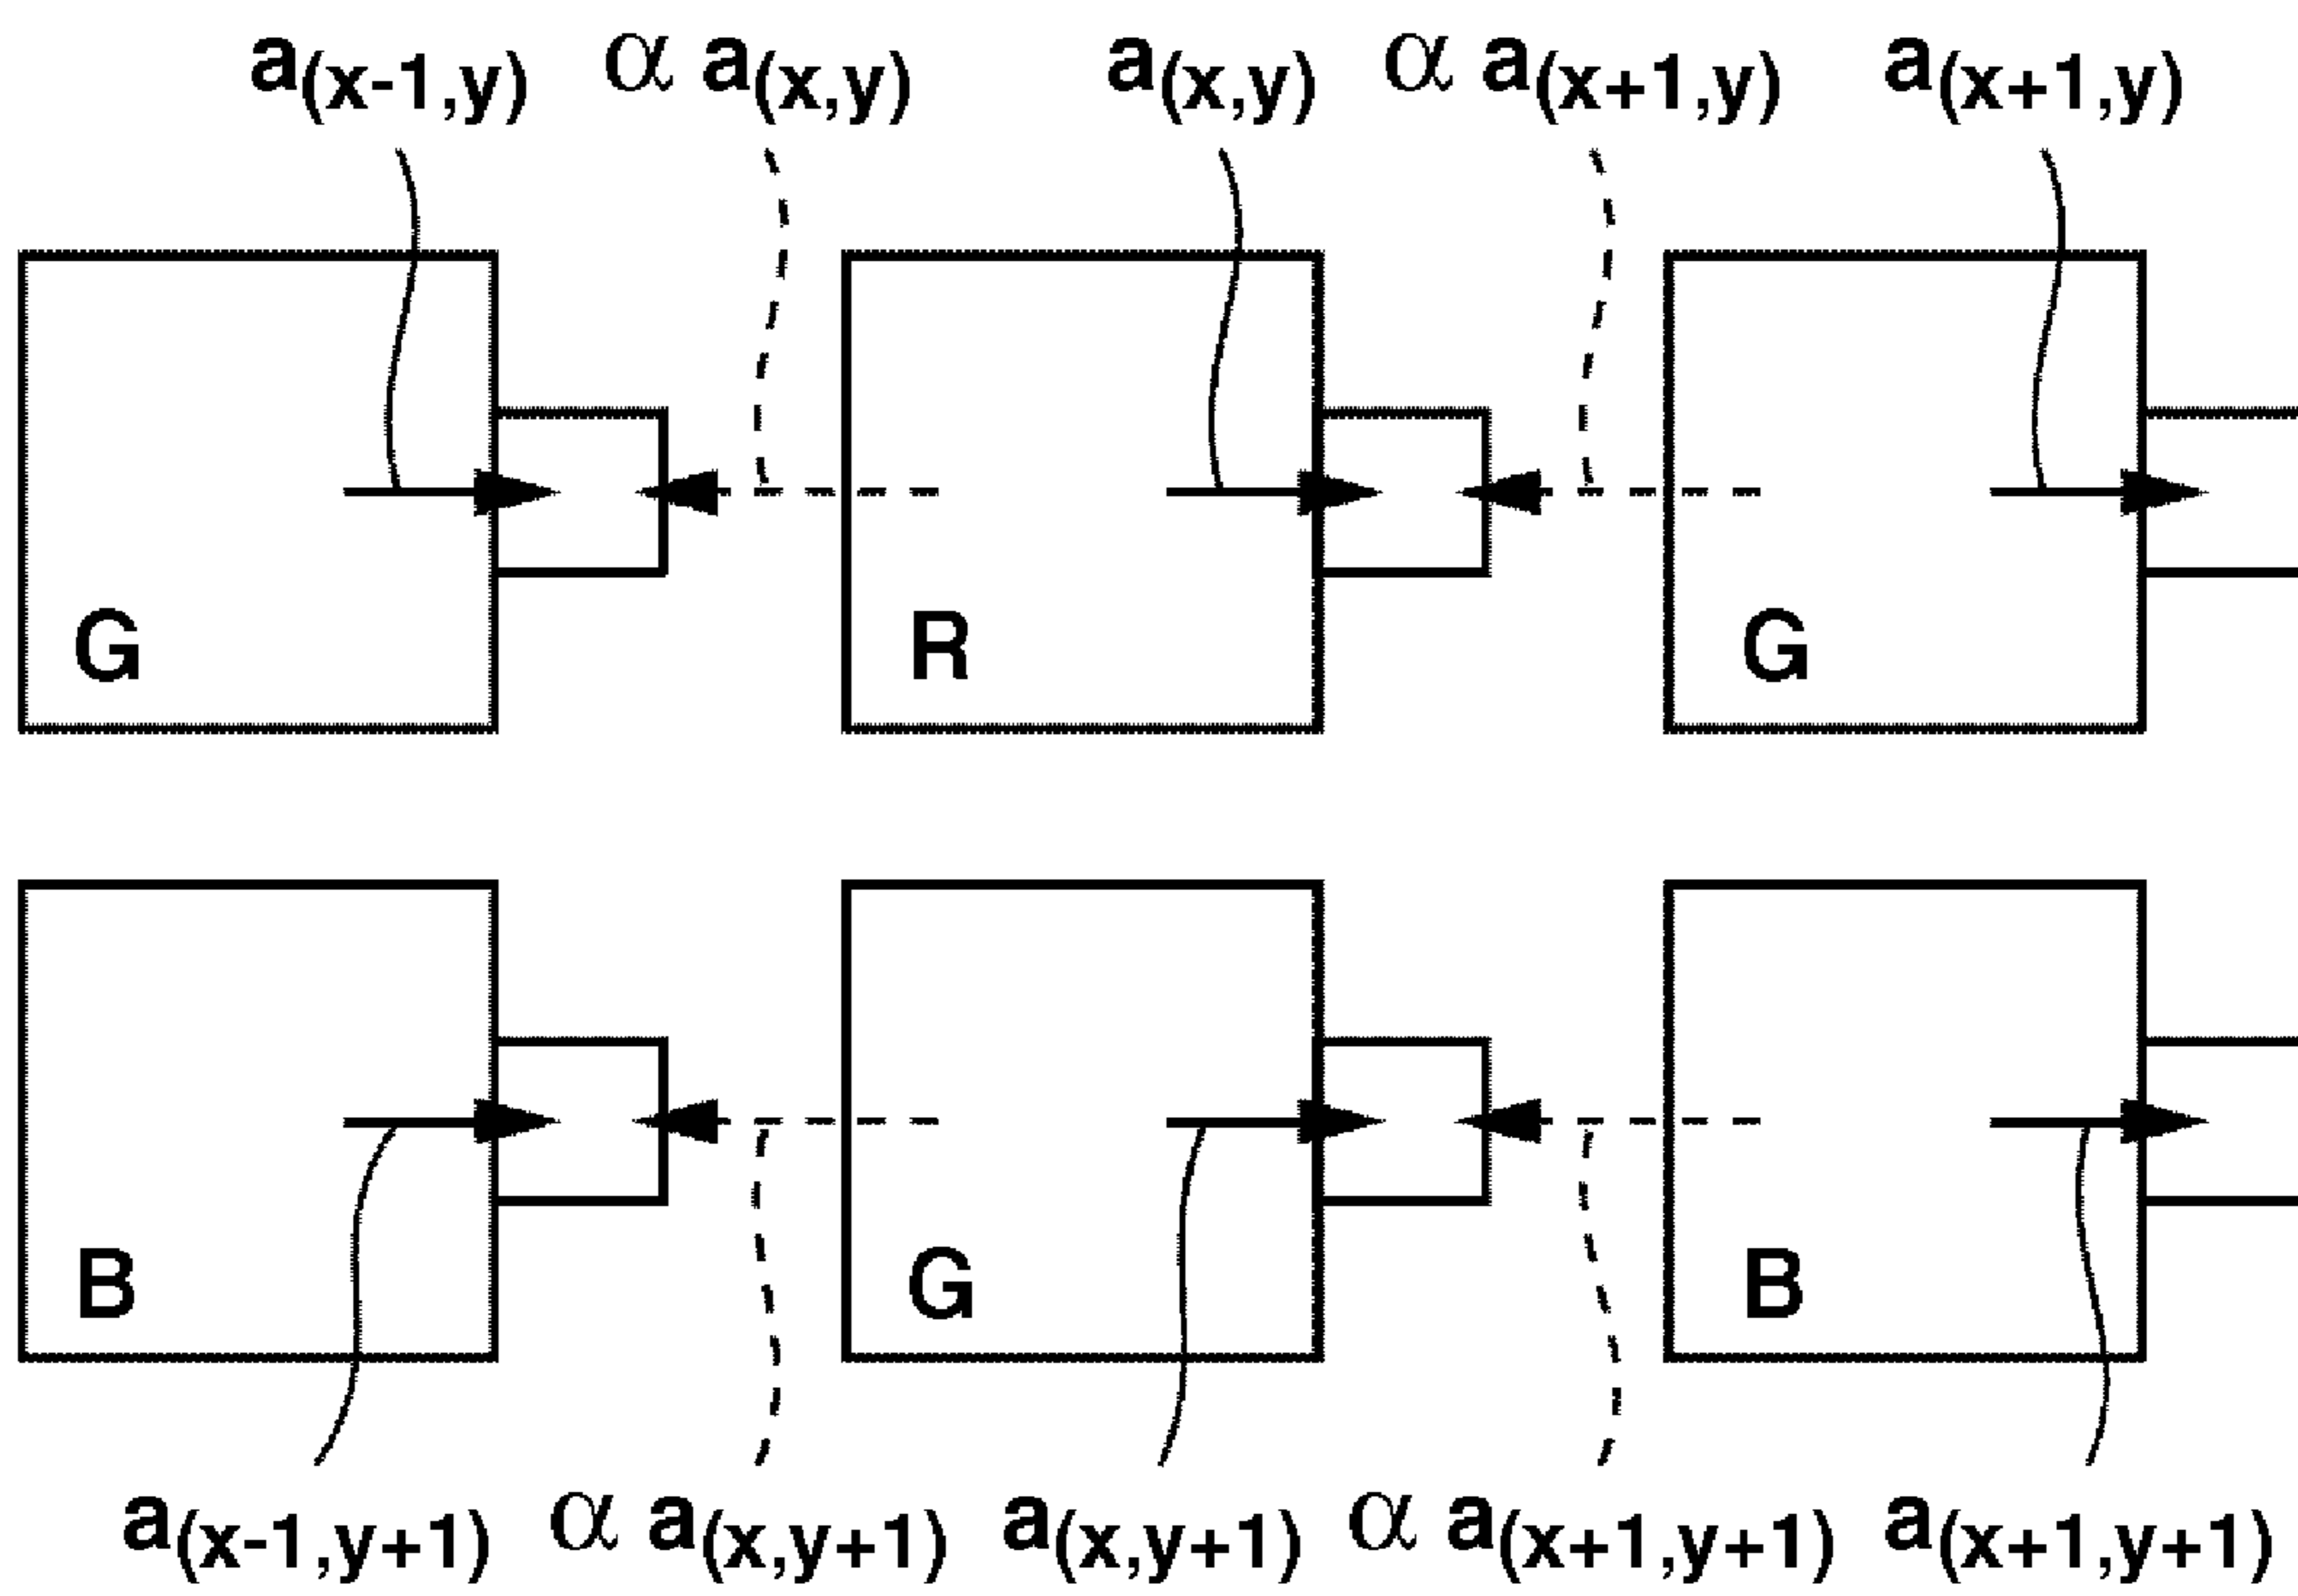 a(x-1,y) α a(x,y) a(x,y) α a(x+1,y) a(x+1,y)
G R G
B G B
a(x-1,y+1) α a(x,y+1) a(x,y+1) α a(x+1,y+1) a(x+1,y+1)